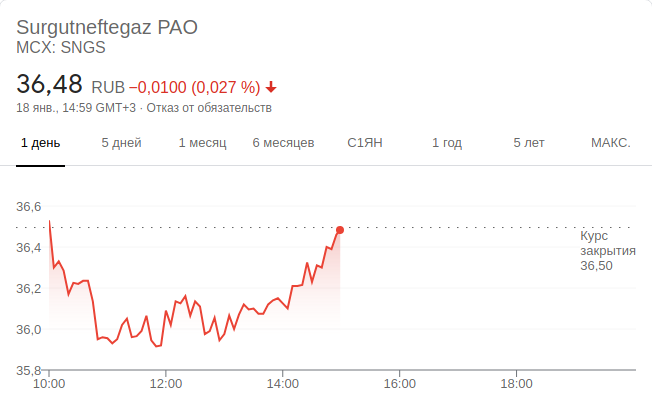 Surgutneftegaz PAO
MCX: SNGS
36,48 RUB −0,0100 (0,027 %)
18 янв., 14:59 GMT+3 · Отказ от обязательств
1 день 5 дней 1 месяц 6 месяцев С1ЯН 1 год 5 лет МАКС.
36,6
Курс
закрытия
36,50
36,4
36,2
36,0
35,8
10:00 12:00 14:00 16:00 18:00